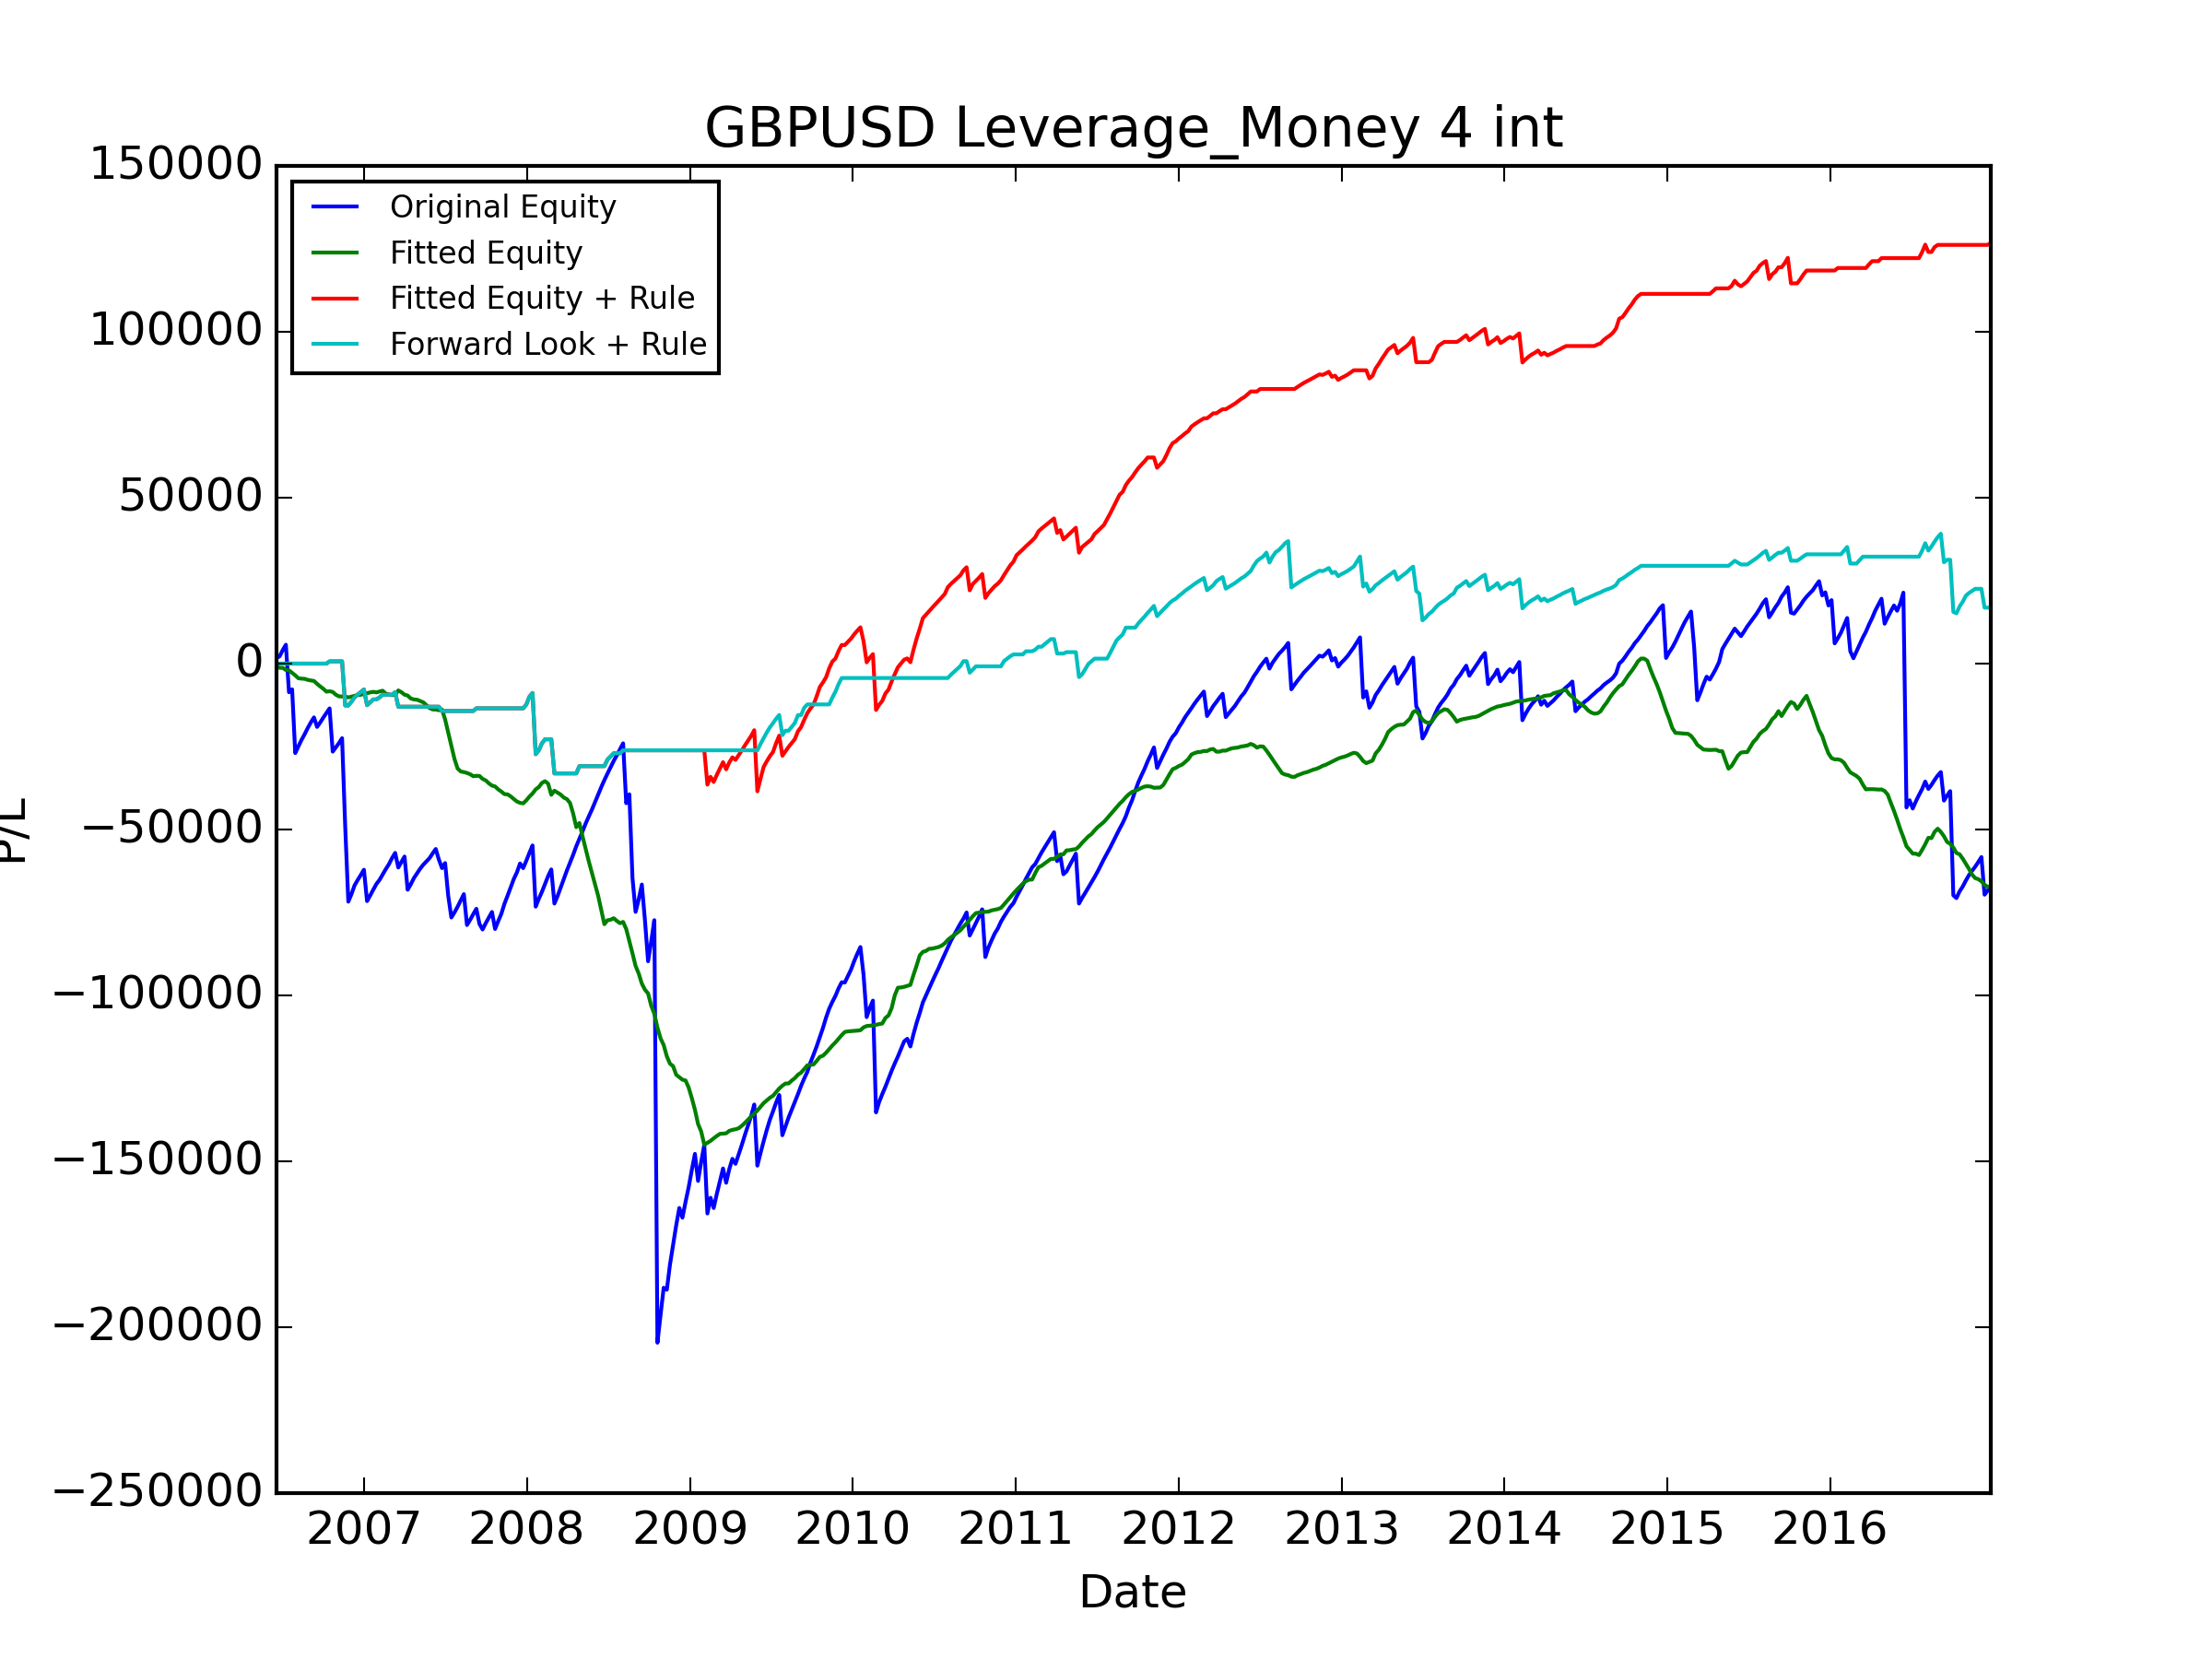 GBPUSD Leverage_Money 4 int
150000
100000
50000
0
−50000
−100000
−150000
−200000
−250000
P/L
Original Equity
Fitted Equity
Fitted Equity + Rule
Forward Look + Rule
2007 2008 2009 2010 2011 2012 2013 2014 2015 2016
Date